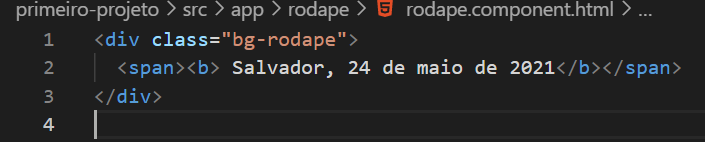 primeiro-projeto > src > app > rodape > rodape.component.html > ...
1 <div class="bg-rodape">
2 <span><b> Salvador, 24 de maio de 2021</b></span>
3 </div>
4